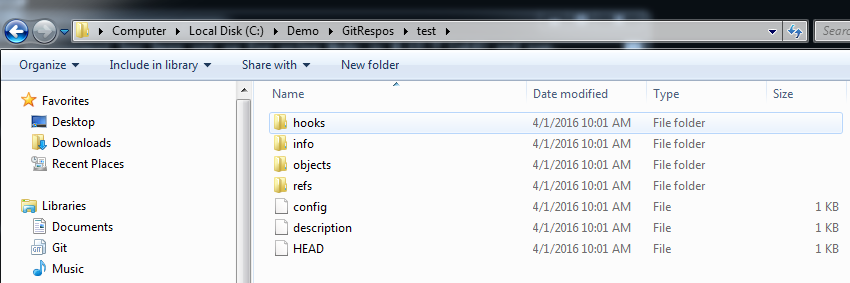 Computer Local Disk (C:) Demo GitRespos test
Organize Include in library Share with New folder
Favorites
Desktop
Downloads
Recent Places
Libraries
Documents
Git
Music
Name Date modified Type Size
hooks 4/1/2016 10:01 AM File folder
info 4/1/2016 10:01 AM File folder
objects 4/1/2016 10:01 AM File folder
refs 4/1/2016 10:01 AM File folder
config 4/1/2016 10:01 AM File 1 KB
description 4/1/2016 10:01 AM File 1 KB
HEAD 4/1/2016 10:01 AM File 1 KB